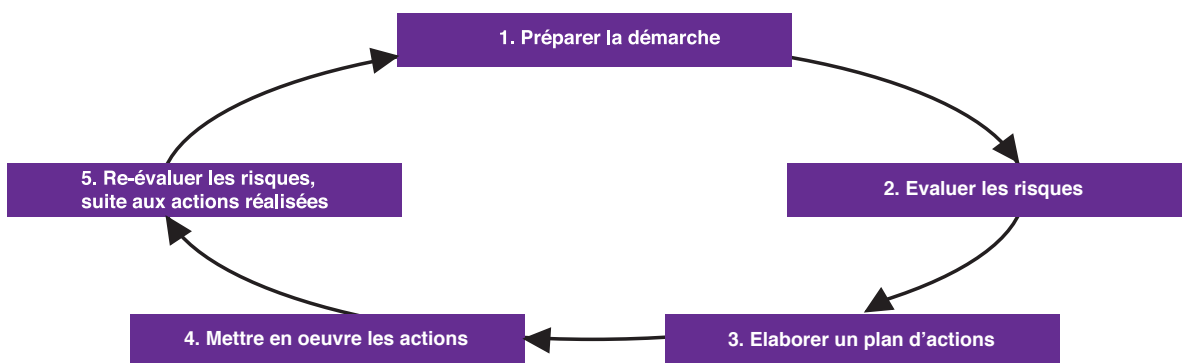 1. Préparer la démarche
2. Evaluer les risques
3. Elaborer un plan d'actions
4. Mettre en oeuvre les actions
5. Re-évaluer les risques,
suite aux actions réalisées